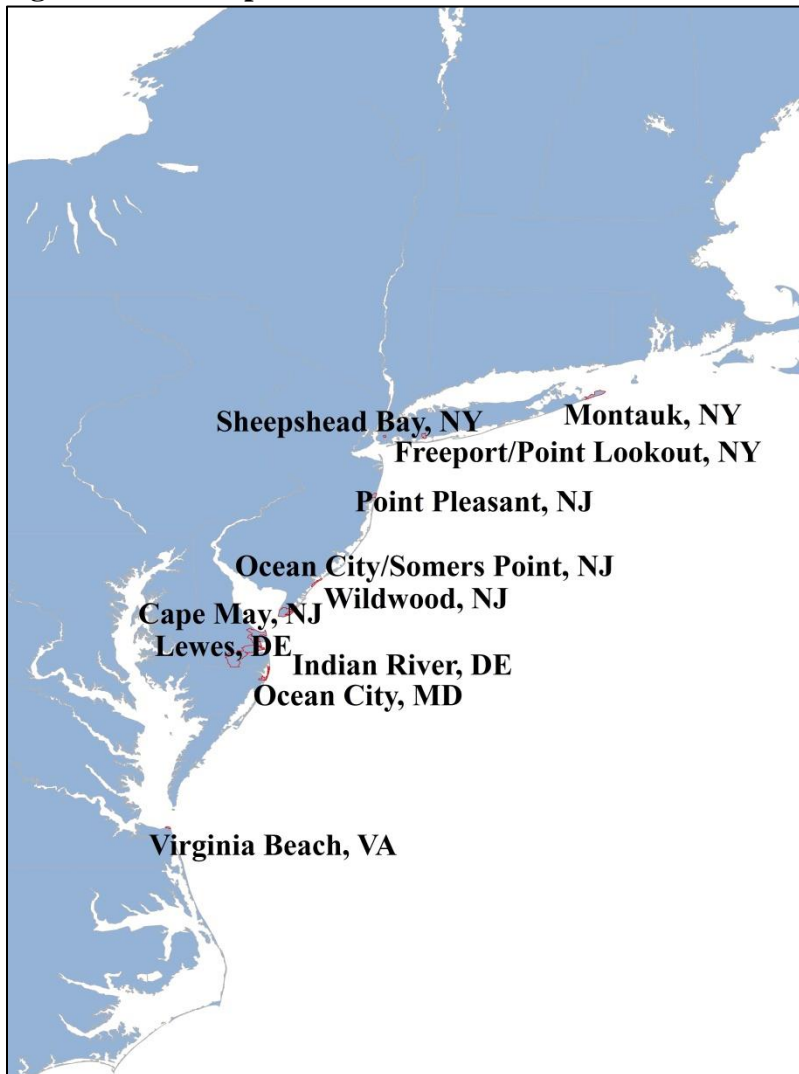 Sheepshead Bay, NY
Montauk, NY
Freeport/Point Lookout, NY
Point Pleasant, NJ
Ocean City/Somers Point, NJ
Wildwood, NJ
Cape May, NJ
Lewes, DE
Indian River, DE
Ocean City, MD
Virginia Beach, VA